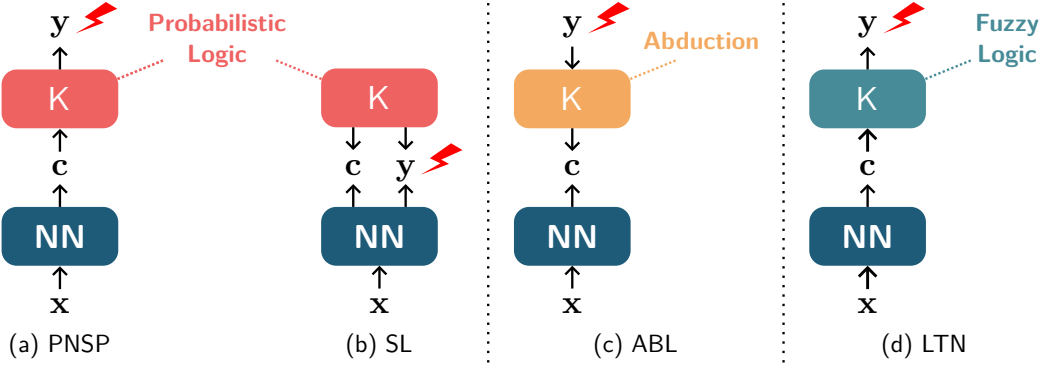 y
Probabilistic
Logic
K
c
NN
x
(a) PNSP
K
c y
NN
x
(b) SL
y
Abduction
K
c
NN
x
(c) ABL
y
Fuzzy
Logic
K
c
NN
x
(d) LTN